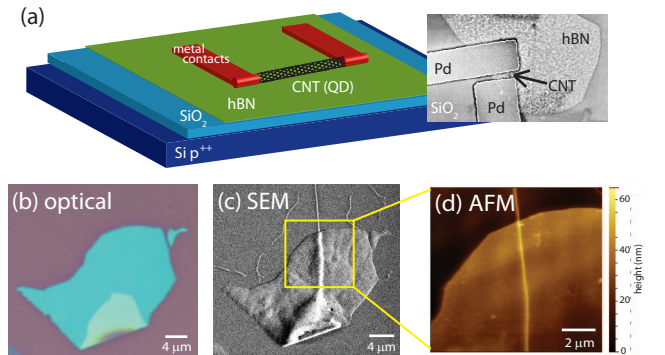 (a)
metal
contacts
CNT (QD)
hBN
SiO2
Si p++
hBN
Pd
CNT
SiO2
Pd
(b) optical
4 μm
(c) SEM
4 μm
(d) AFM
2 μm
60
40
20
0
height (nm)